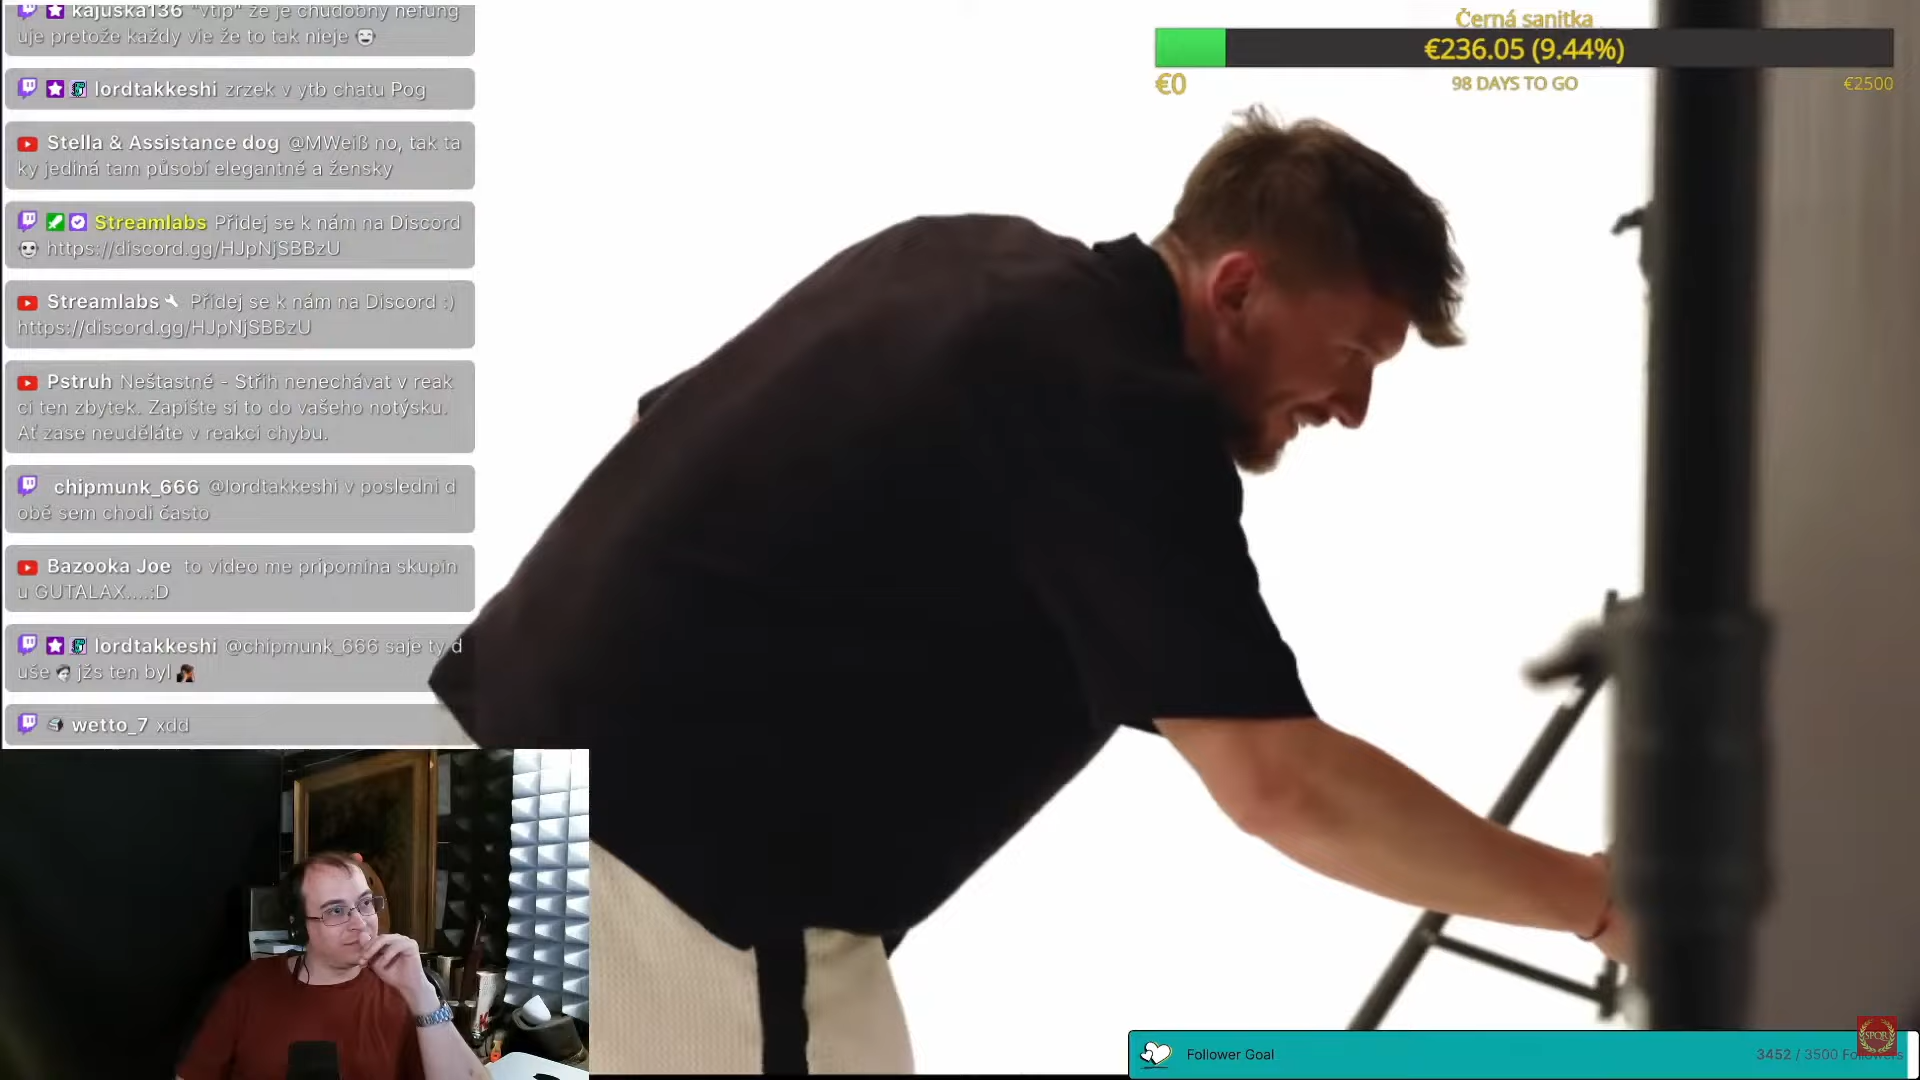 kajuska136 "vtip" že je chudobný nefung
uje pretože každy vie že to tak nieje
lordtakkeshi zrzek v ytb chatu Pog
Stella & Assistance dog @MWeiß no, tak ta
ky jediná tam působí elegantně a žensky
Streamlabs Přidej se k nám na Discord
https://discord.gg/HJpNjSBBzU
Streamlabs Přidej se k nám na Discord :)
https://discord.gg/HJpNjSBBzU
Pstruh Neštastné - Střih nenechávat v reak
ci ten zbytek. Zapište si to do vašeho notýsku.
Ať zase neuděláte v reakci chybu.
chipmunk_666 @lordtakkeshi v posledni d
obě sem chodi často
Bazooka Joe to video me pripomina skupin
u GUTALAX....:D
lordtakkeshi @chipmunk_666 saje ty d
uše jžs ten byl
wetto_7 xdd
Černá sanitka
€236.05 (9.44%)
€0 98 DAYS TO GO €2500
Follower Goal 3452 / 3500 Followers
SPQR